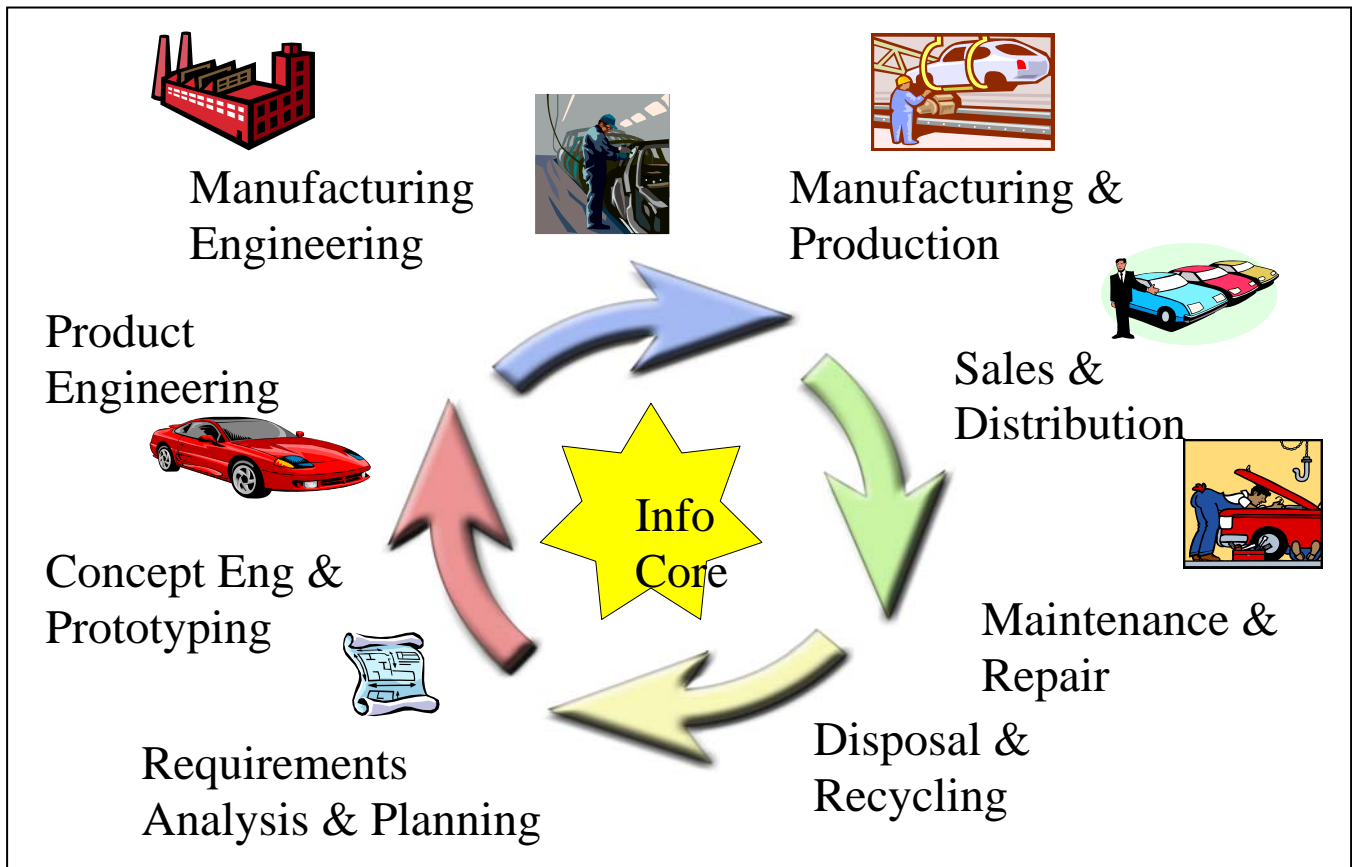 Manufacturing
Engineering
Manufacturing &
Production
Product
Engineering
Sales &
Distribution
Info
Core
Concept Eng &
Prototyping
Maintenance &
Repair
Disposal &
Recycling
Requirements
Analysis & Planning